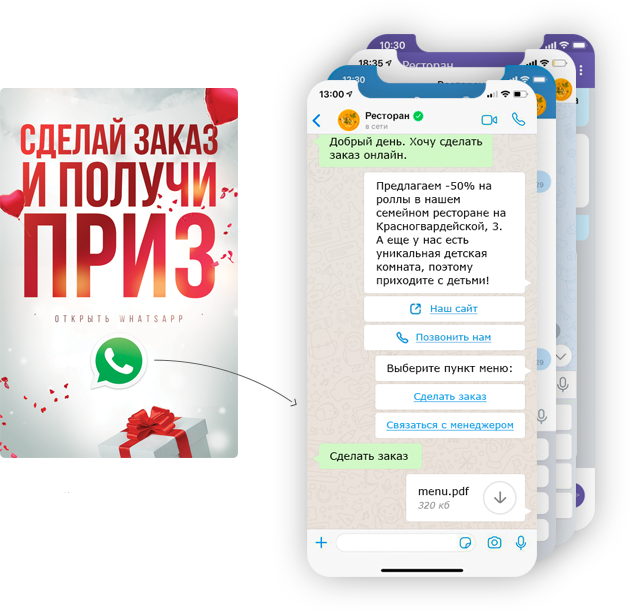 СДЕЛАЙ ЗАКАЗ
И ПОЛУЧИ
ПРИЗ
ОТКРЫТЬ WHATSAPP
10:30
Ресторан
18:35
12:30
13:00
Ресторан
в сети
Добрый день. Хочу сделать
заказ онлайн.
Предлагаем -50% на
роллы в нашем
семейном ресторане на
Красногвардейской, 3.
А еще у нас есть
уникальная детская
комната, поэтому
приходите с детьми!
Наш сайт
Позвонить нам
Выберите пункт меню:
Сделать заказ
Связаться с менеджером
Сделать заказ
menu.pdf
320 кб